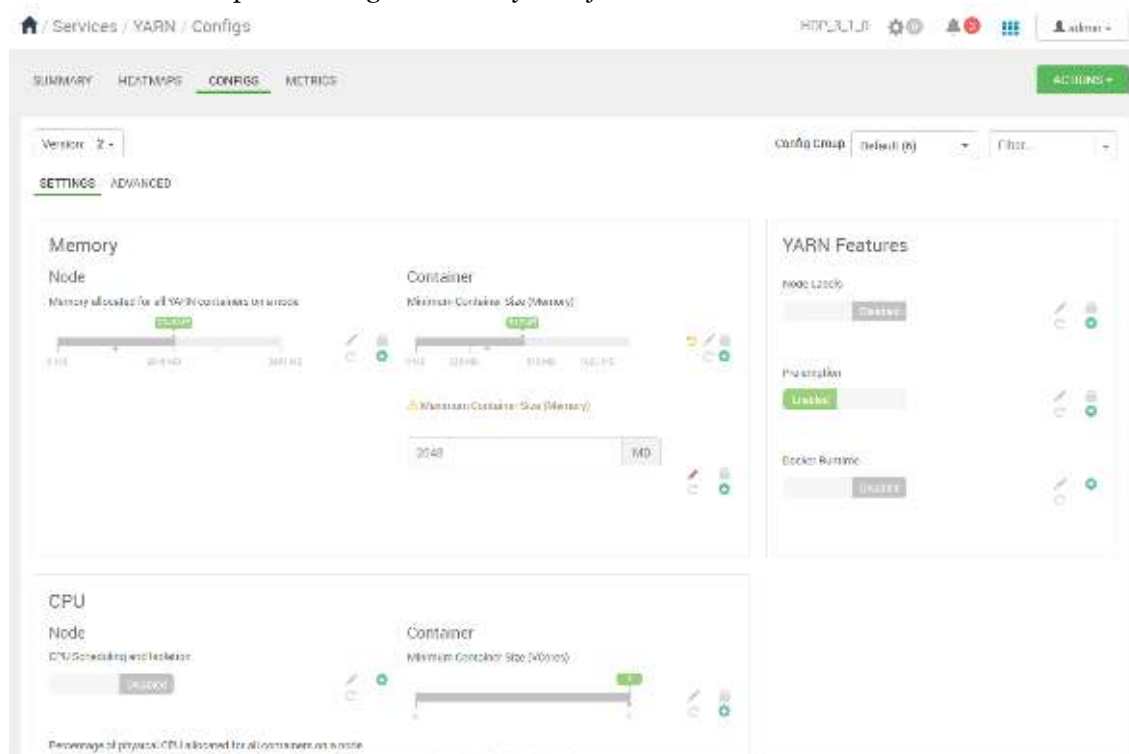 / Services / YARN / Configs
HDP_3_1_0
admin
SUMMARY HEATMAPS CONFIGS METRICS
ACTIONS
Version: 2
Config Group Default (6) Filter...
SETTINGS ADVANCED
Memory
Node
Memory allocated for all YARN containers on a node
Container
Minimum Container Size (Memory)
Maximum Container Size (Memory)
2048 MB
YARN Features
Node Labels
Disabled
Pre-emption
Enabled
Docker Runtime
Disabled
CPU
Node
CPU Scheduling and Isolation
Disabled
Container
Minimum Container Size (VCores)
Percentage of physical CPU allocated for all containers on a node